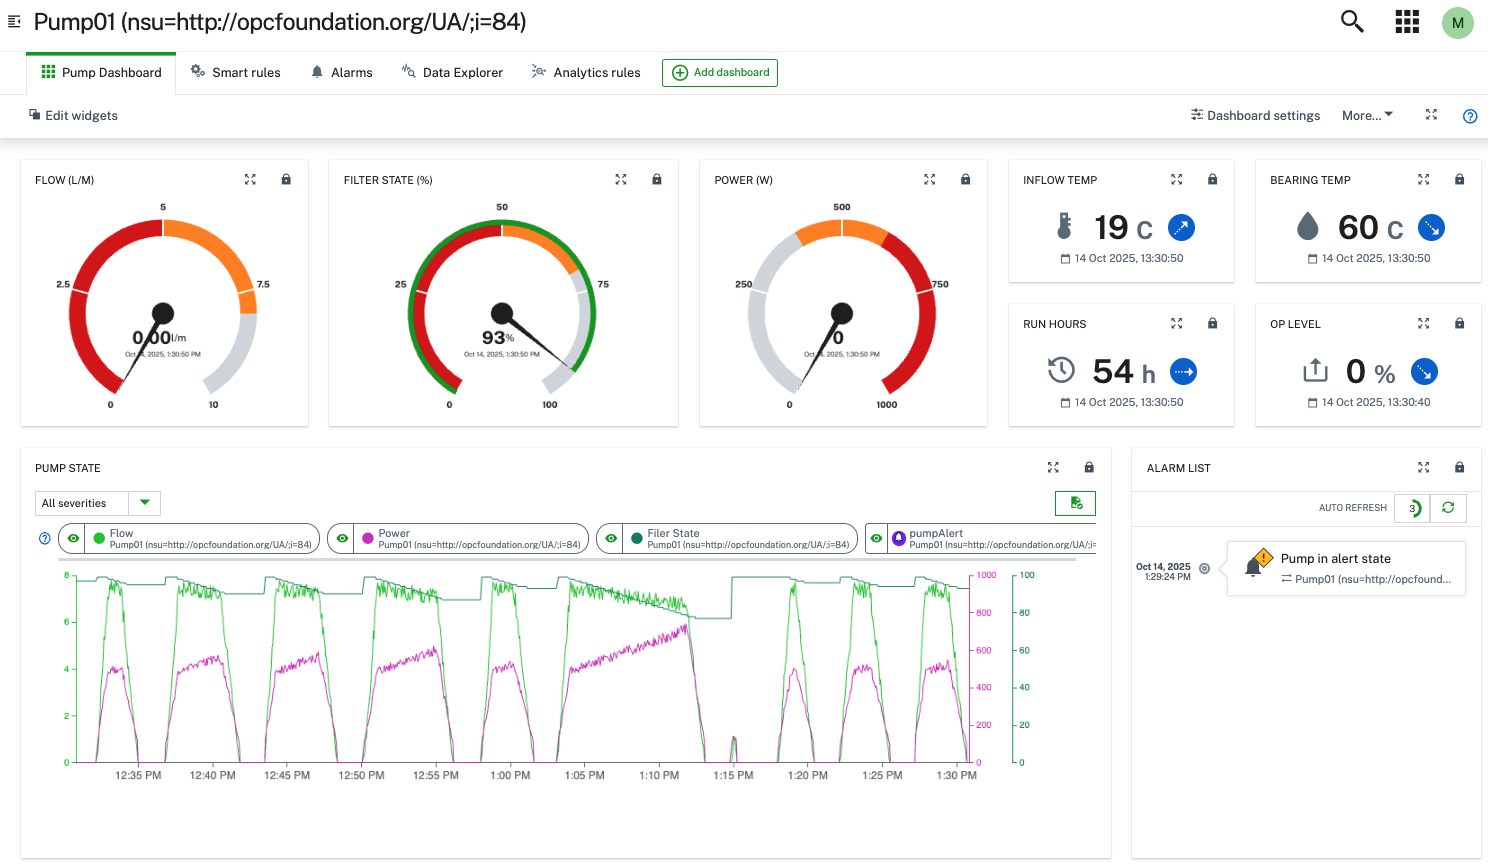 Pump01 (nsu=http://opcfoundation.org/UA/;i=84)
M
Pump Dashboard
Smart rules
Alarms
Data Explorer
Analytics rules
Add dashboard
Edit widgets
Dashboard settings
More...
FLOW (L/M)
5
2.5
7.5
0.00 l/m
Oct 14, 2025, 1:30:50 PM
0
10
FILTER STATE (%)
50
25
75
93 %
Oct 14, 2025, 1:30:50 PM
0
100
POWER (W)
500
250
750
0
Oct 14, 2025, 1:30:50 PM
0
1000
INFLOW TEMP
19 C
14 Oct 2025, 13:30:50
BEARING TEMP
60 C
14 Oct 2025, 13:30:50
RUN HOURS
54 h
14 Oct 2025, 13:30:50
OP LEVEL
0 %
14 Oct 2025, 13:30:40
PUMP STATE
All severities
Flow
Pump01 (nsu=http://opcfoundation.org/UA/;i=84)
Power
Pump01 (nsu=http://opcfoundation.org/UA/;i=84)
Filer State
Pump01 (nsu=http://opcfoundation.org/UA/;i=84)
pumpAlert
Pump01 (nsu=http://opcfoundation.org/UA/;i=
8
6
4
2
0
1000
800
600
400
200
0
100
80
60
40
20
0
12:35 PM
12:40 PM
12:45 PM
12:50 PM
12:55 PM
1:00 PM
1:05 PM
1:10 PM
1:15 PM
1:20 PM
1:25 PM
1:30 PM
ALARM LIST
AUTO REFRESH
3
Oct 14, 2025
1:29:24 PM
Pump in alert state
Pump01 (nsu=http://opcfound...